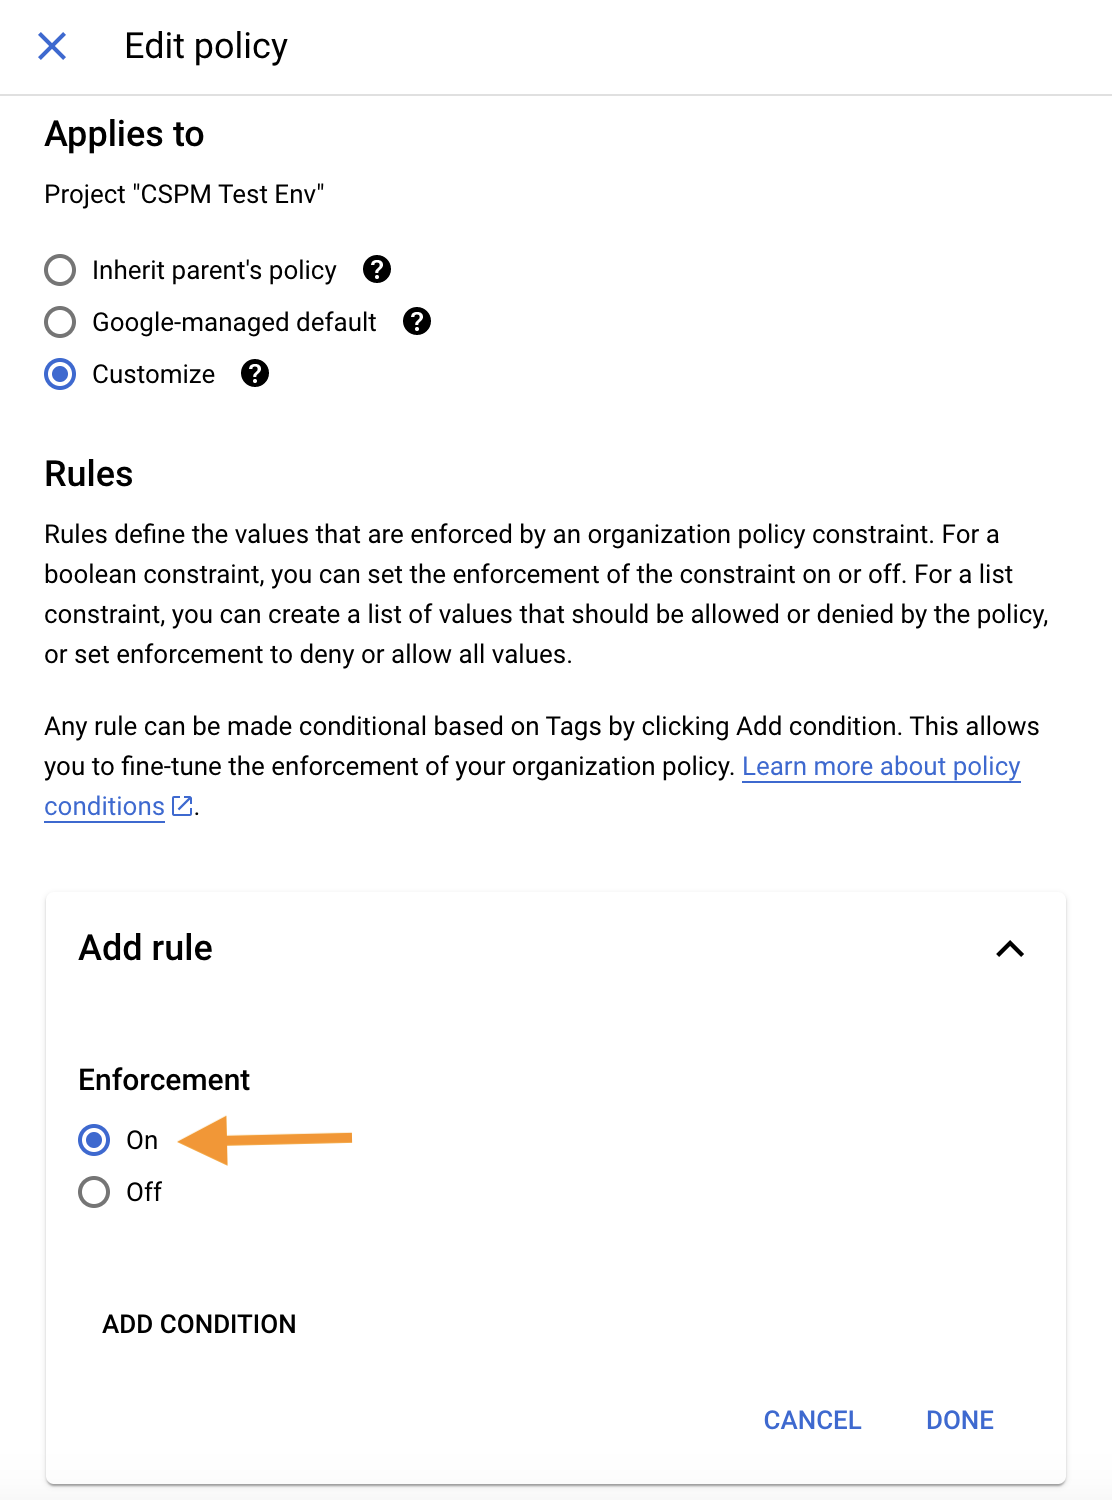 Edit policy
Applies to
Project "CSPM Test Env"
Inherit parent's policy ?
Google-managed default ?
Customize ?
Rules
Rules define the values that are enforced by an organization policy constraint. For a
boolean constraint, you can set the enforcement of the constraint on or off. For a list
constraint, you can create a list of values that should be allowed or denied by the policy,
or set enforcement to deny or allow all values.
Any rule can be made conditional based on Tags by clicking Add condition. This allows
you to fine-tune the enforcement of your organization policy. Learn more about policy
conditions.
Add rule
Enforcement
On
Off
ADD CONDITION
CANCEL DONE